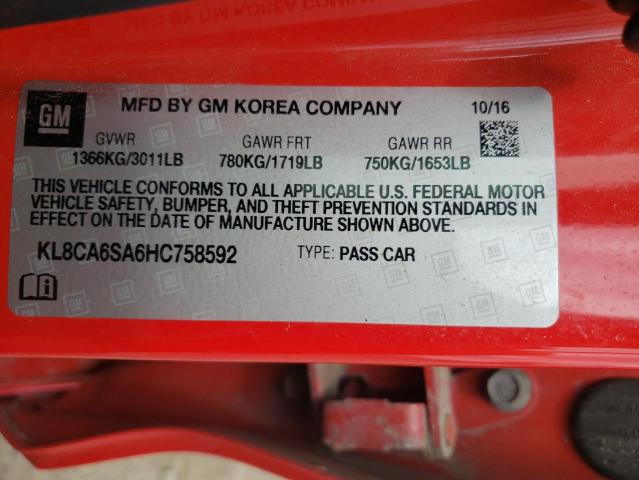 GM
MFD BY GM KOREA COMPANY 10/16
GVWR GAWR FRT GAWR RR
1366KG/3011LB 780KG/1719LB 750KG/1653LB
THIS VEHICLE CONFORMS TO ALL APPLICABLE U.S. FEDERAL MOTOR
VEHICLE SAFETY, BUMPER, AND THEFT PREVENTION STANDARDS IN
EFFECT ON THE DATE OF MANUFACTURE SHOWN ABOVE.
KL8CA6SA6HC758592 TYPE: PASS CAR